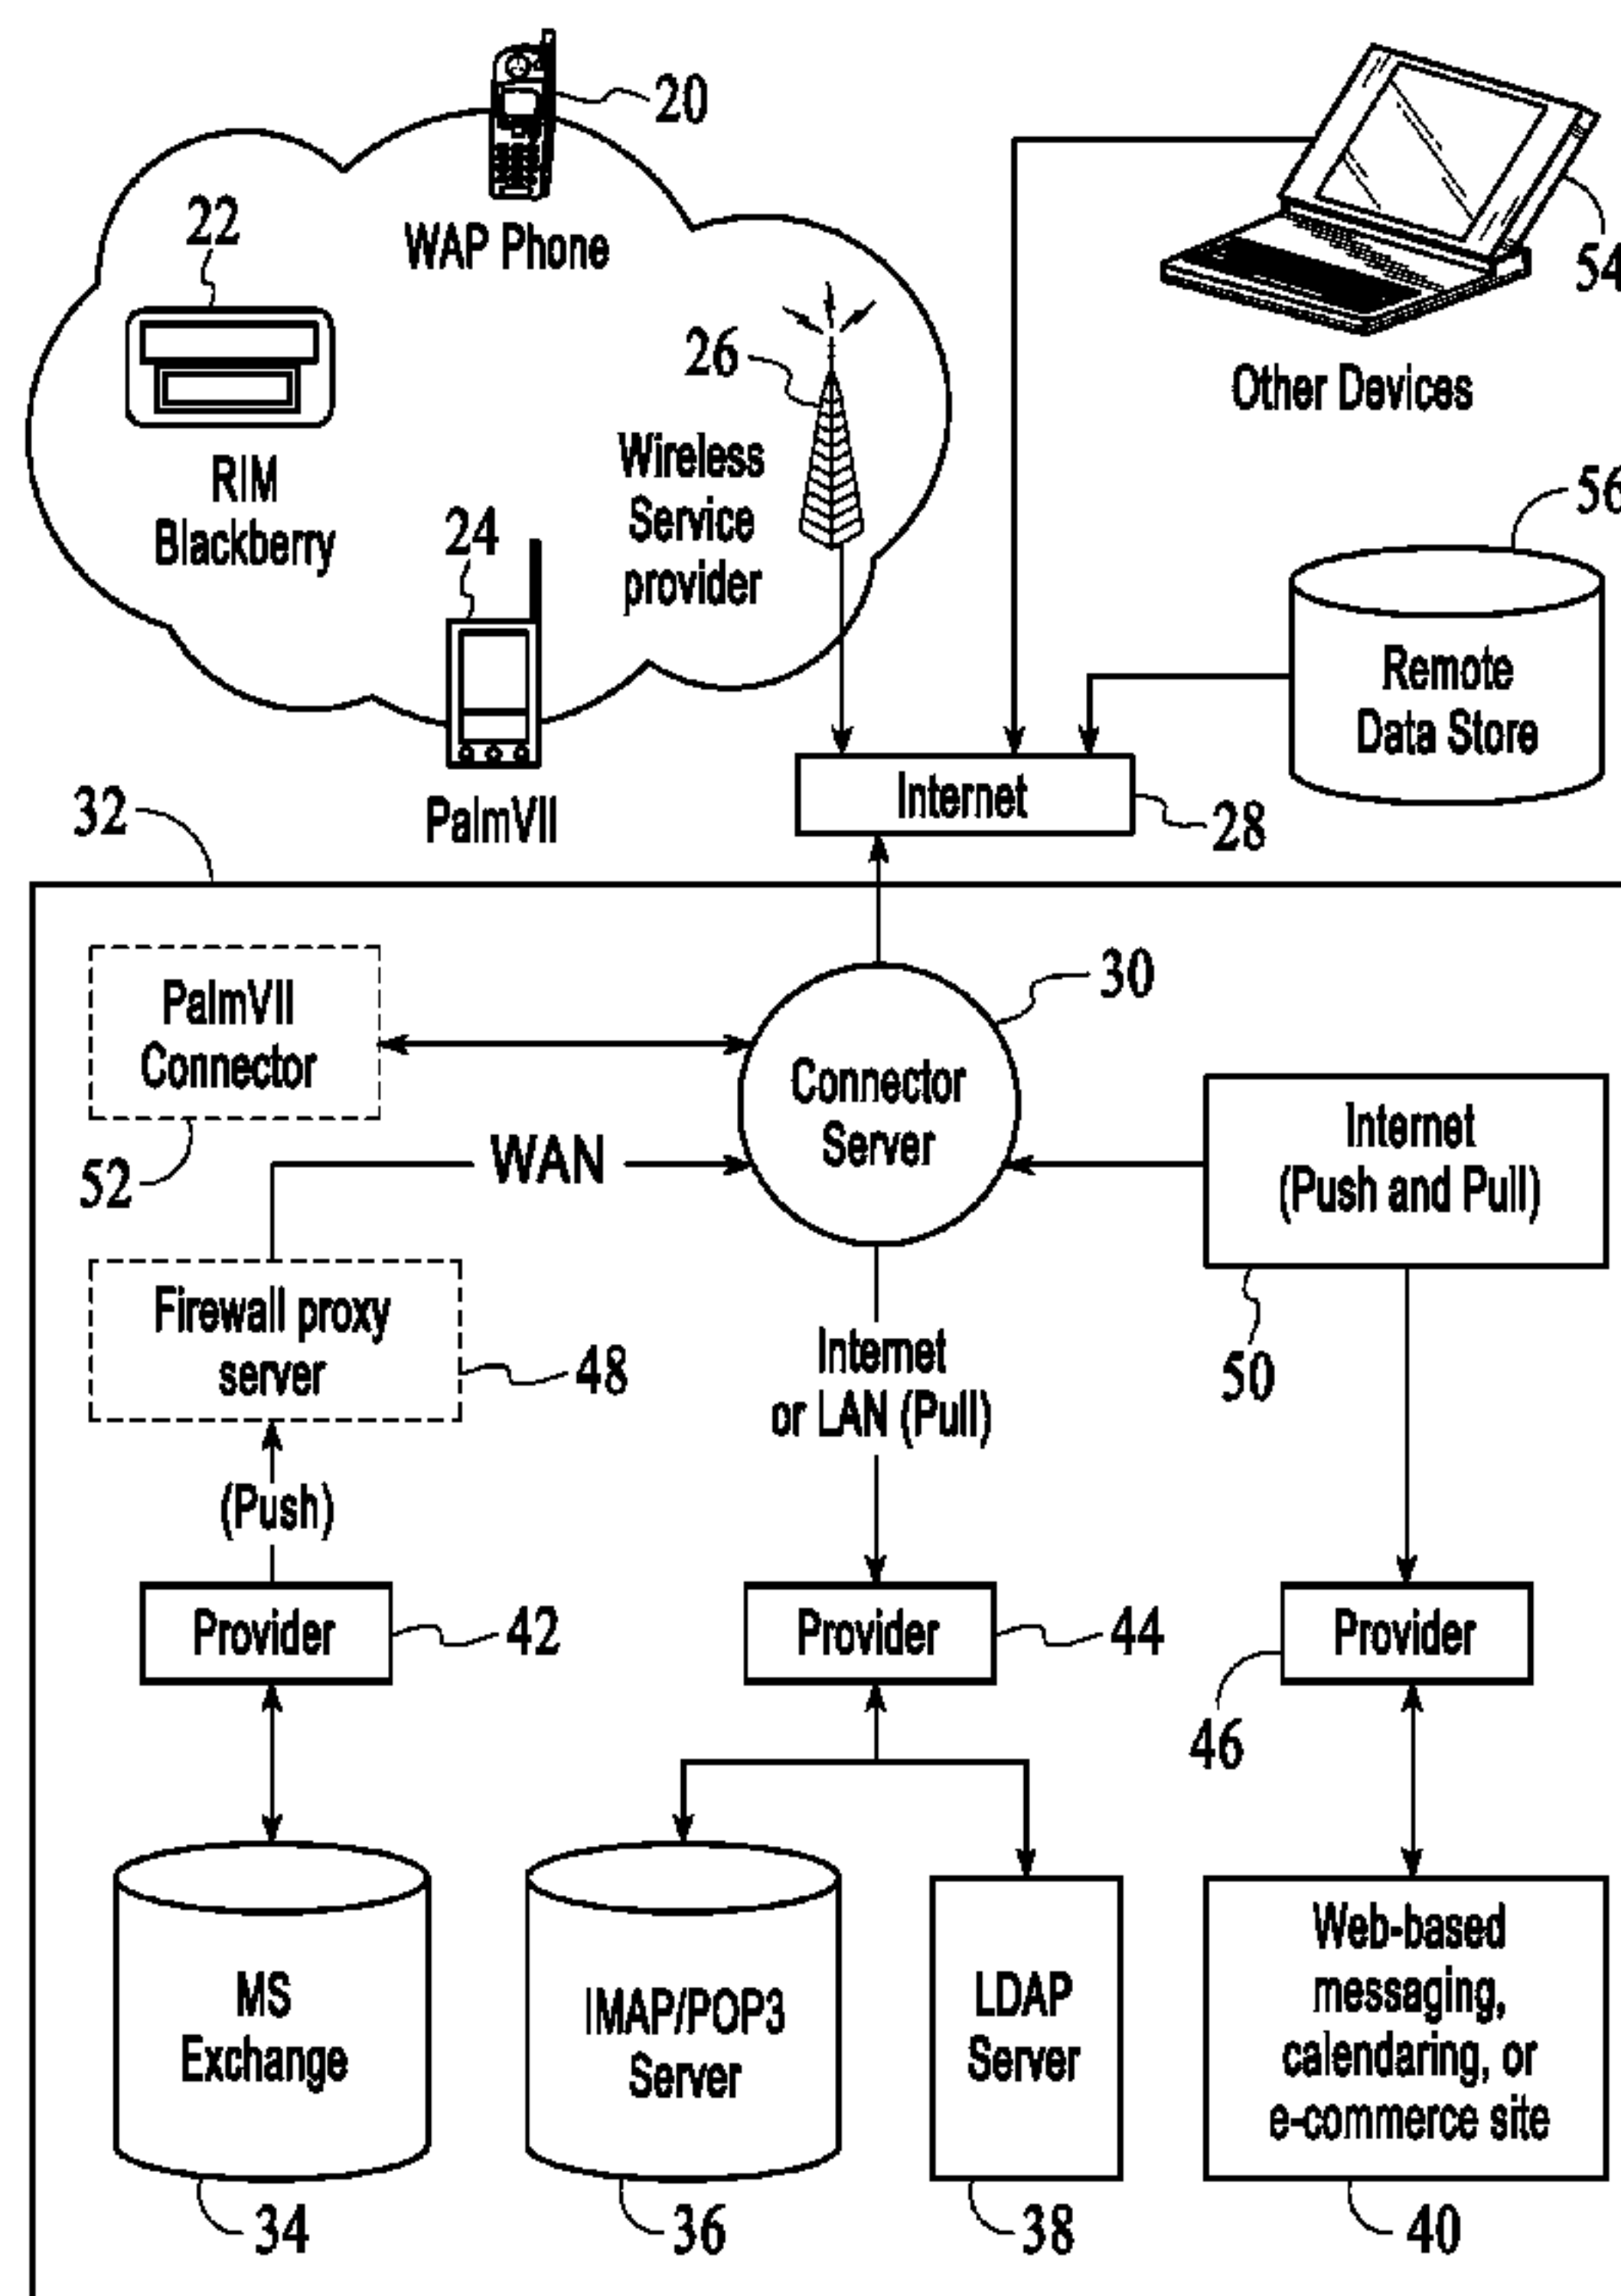 20
WAP Phone
22
RIM
Blackberry
26
Wireless
Service
provider
24
PalmVII
54
Other Devices
56
Remote
Data Store
Internet
28
32
PalmVII
Connector
52
30
Connector
Server
WAN
Internet
(Push and Pull)
50
Firewall proxy
server
48
Internet
or LAN (Pull)
(Push)
Provider
42
Provider
44
Provider
46
MS
Exchange
34
IMAP/POP3
Server
36
LDAP
Server
38
Web-based
messaging,
calendaring, or
e-commerce site
40